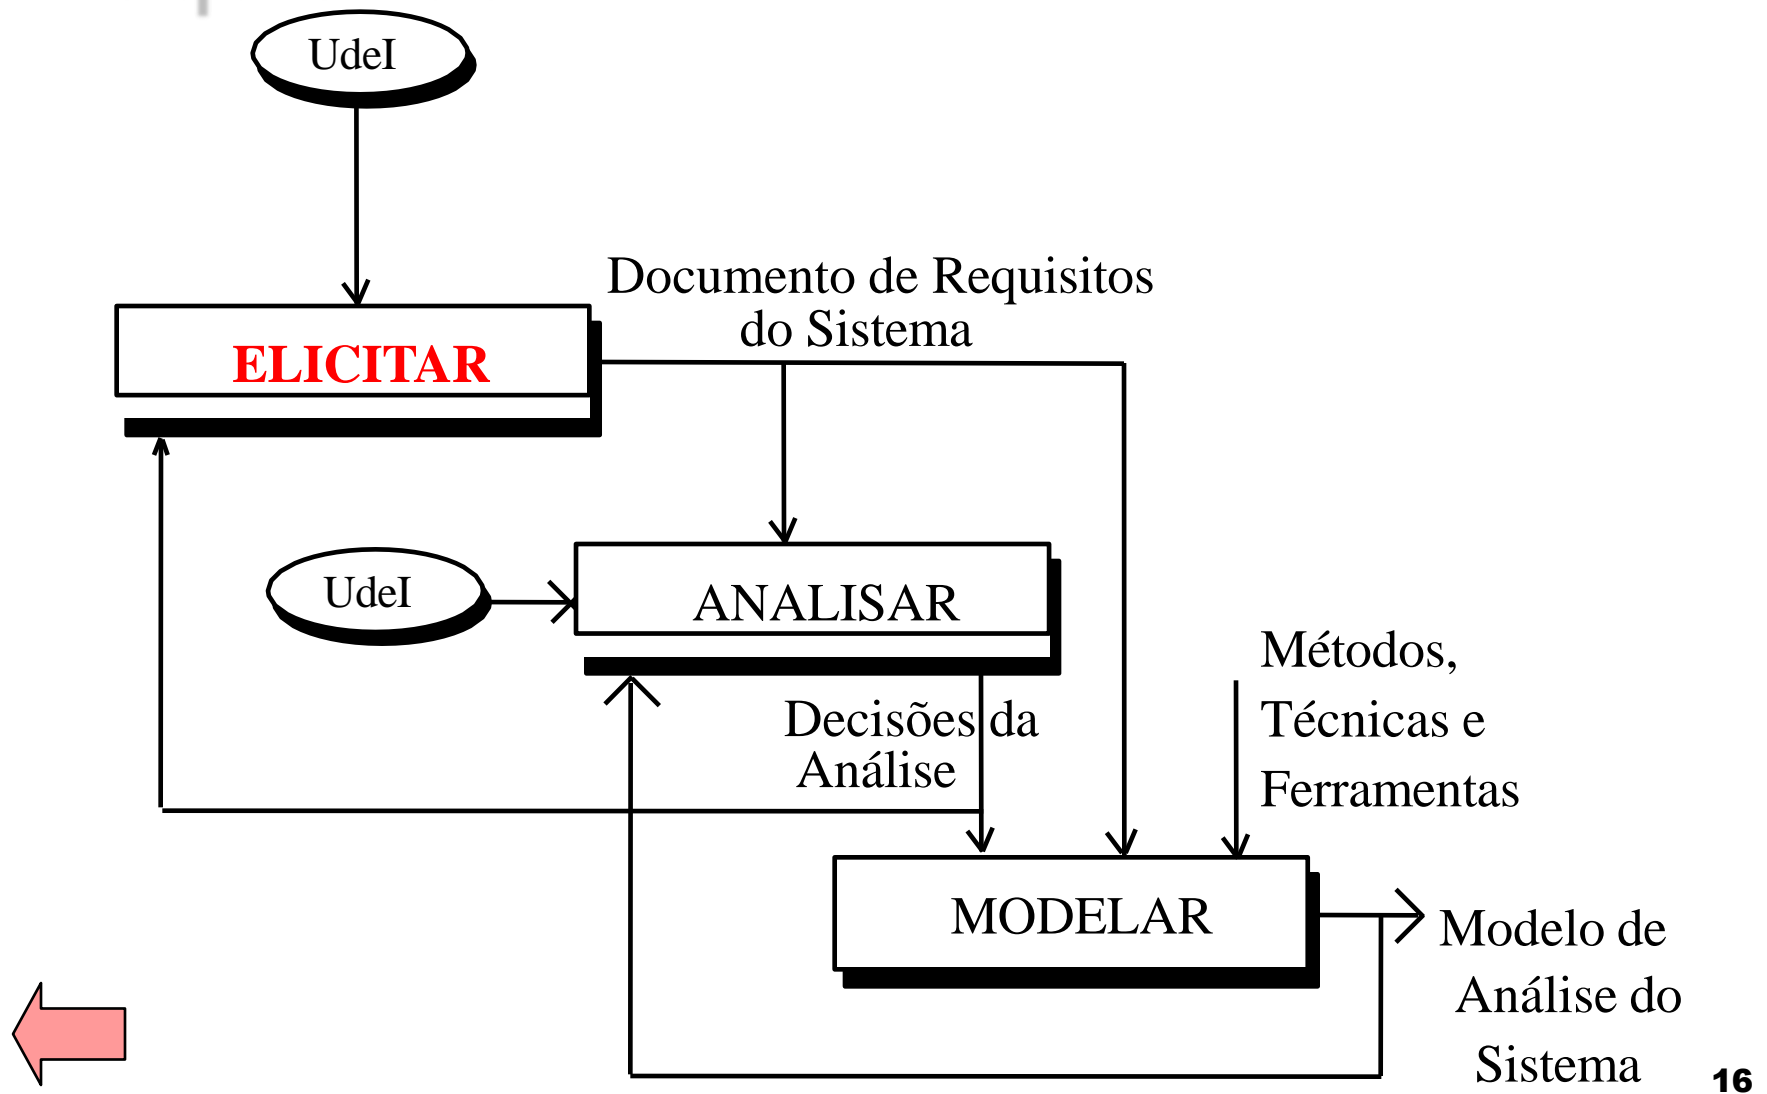 UdeI
Documento de Requisitos
do Sistema
ELICITAR
UdeI
ANALISAR
Decisões da
Análise
Métodos,
Técnicas e
Ferramentas
MODELAR
Modelo de
Análise do
Sistema
16